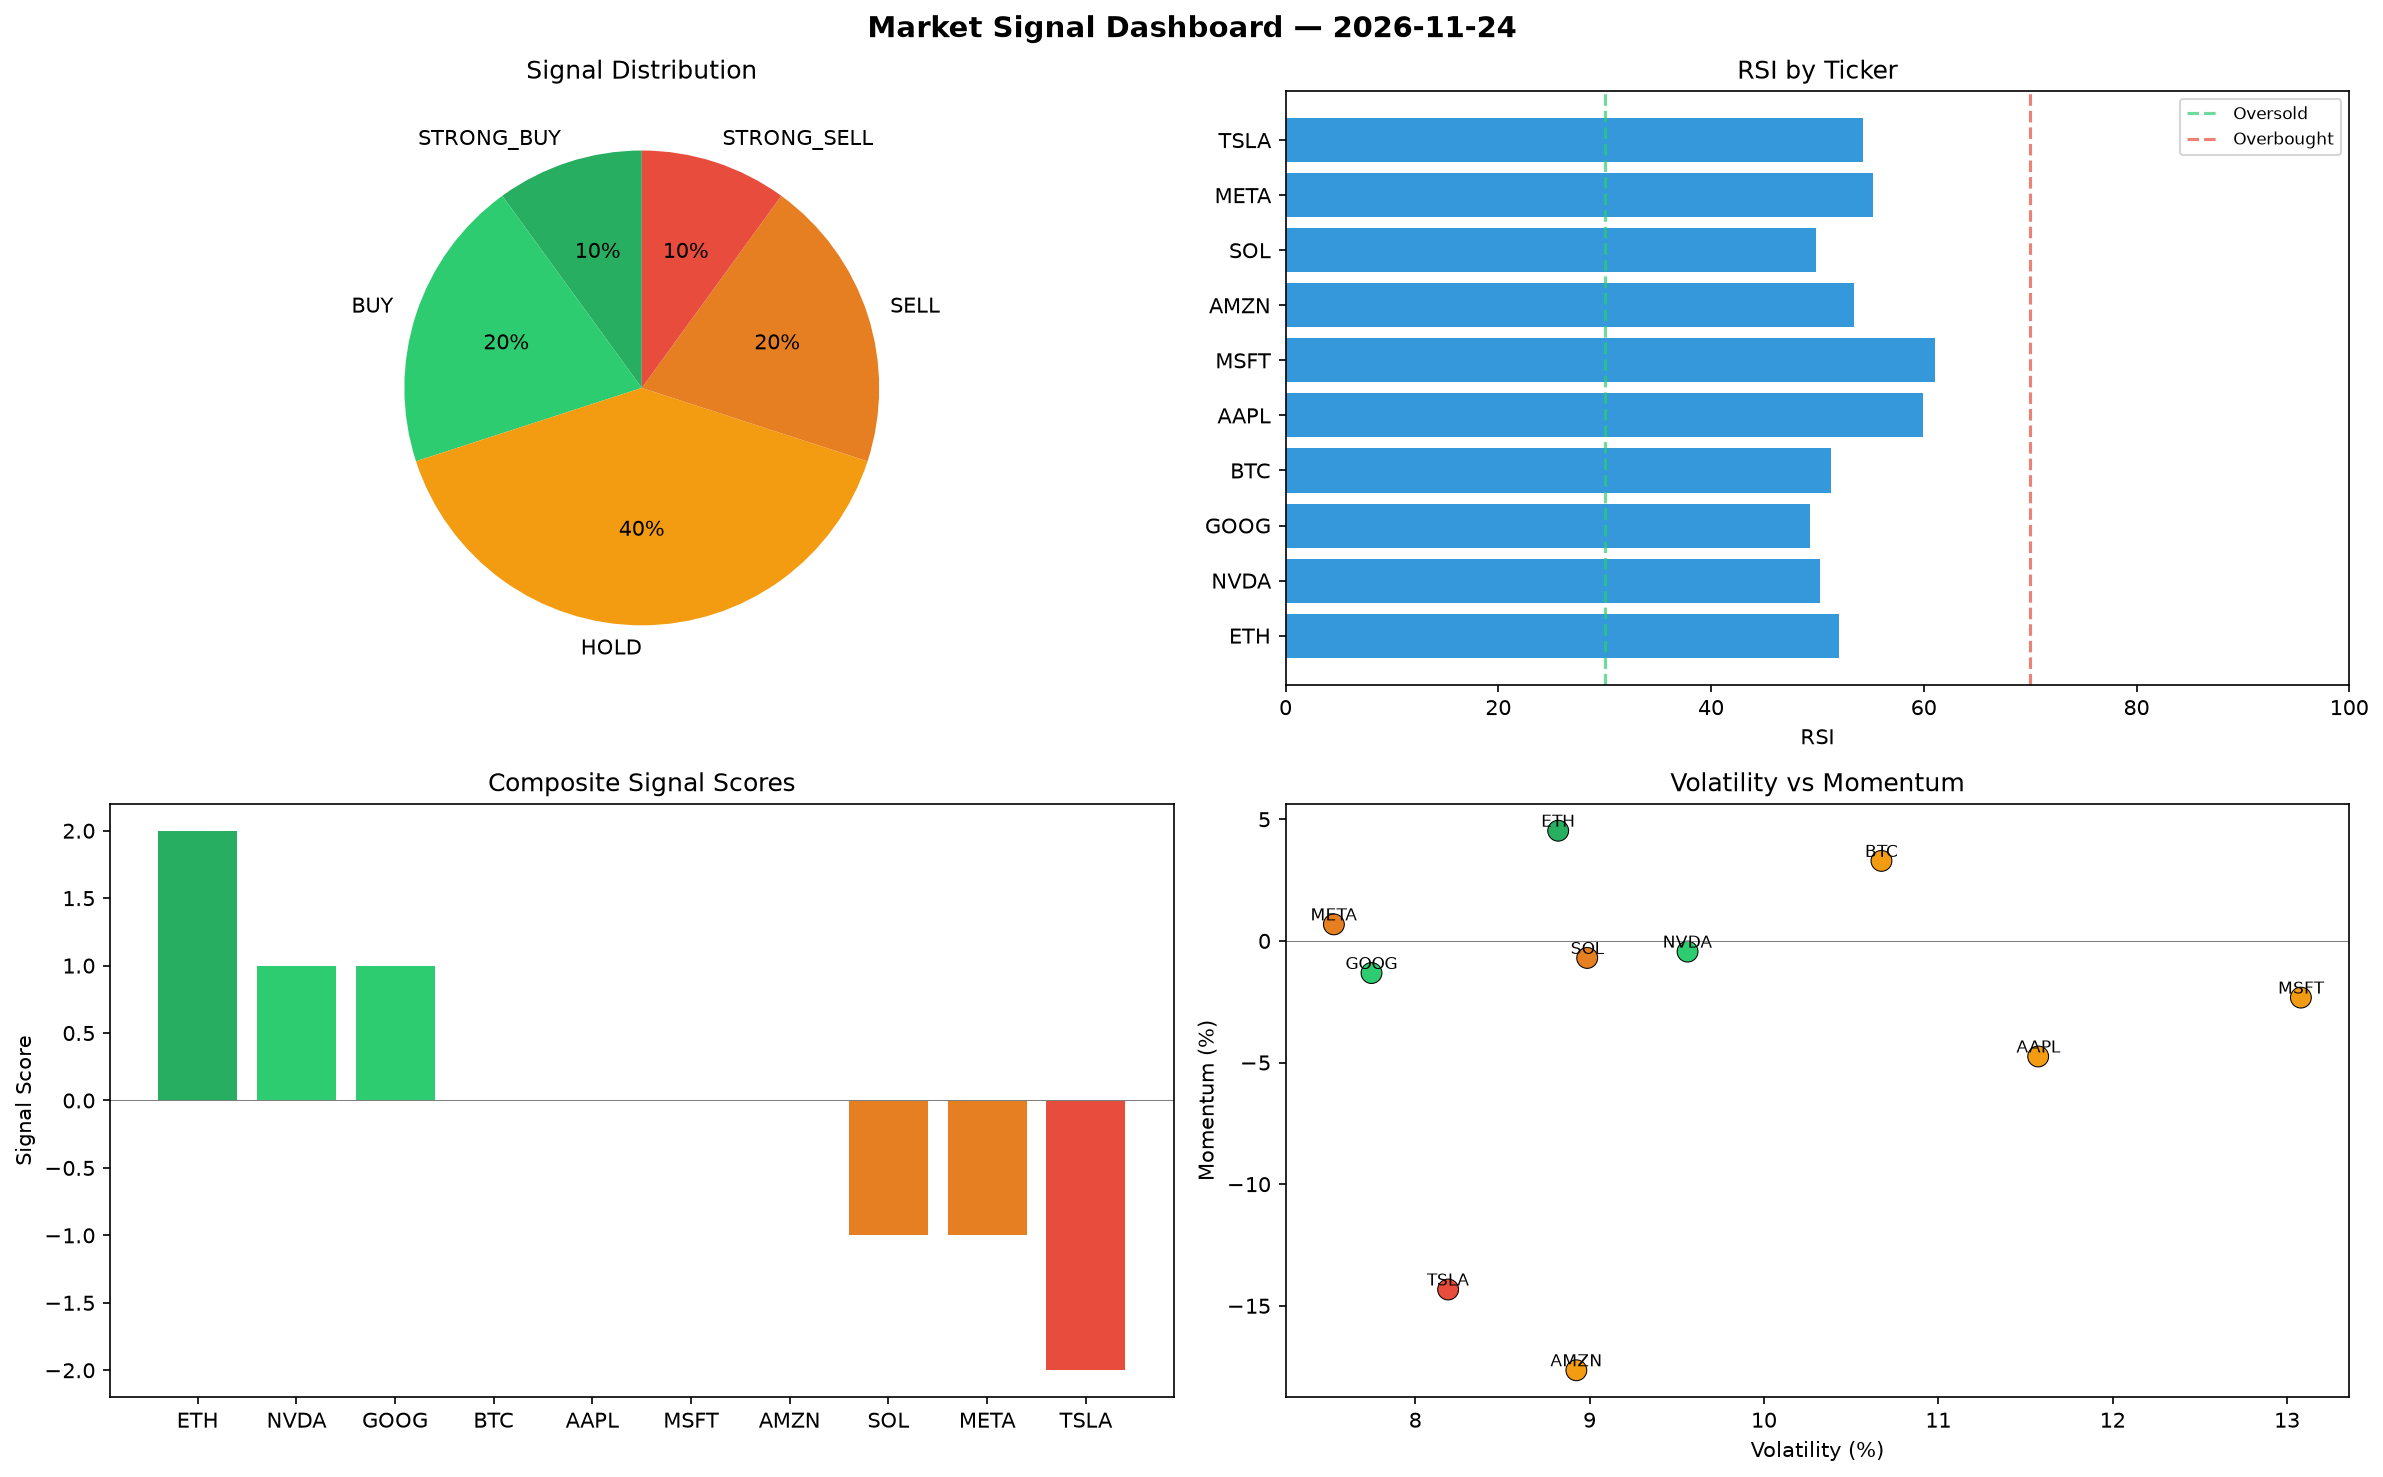 Market Signal Dashboard — 2026-11-24
Signal Distribution
STRONG_BUY
STRONG_SELL
10%
10%
BUY
SELL
20%
20%
40%
HOLD
RSI by Ticker
Oversold
Overbought
TSLA
META
SOL
AMZN
MSFT
AAPL
BTC
GOOG
NVDA
ETH
0 20 40 60 80 100
RSI
Composite Signal Scores
Signal Score
2.0
1.5
1.0
0.5
0.0
−0.5
−1.0
−1.5
−2.0
ETH NVDA GOOG BTC AAPL MSFT AMZN SOL META TSLA
Volatility vs Momentum
Momentum (%)
5
0
−5
−10
−15
ETH
BTC
META
NVDA
SOL
GOOG
MSFT
AAPL
TSLA
AMZN
8 9 10 11 12 13
Volatility (%)